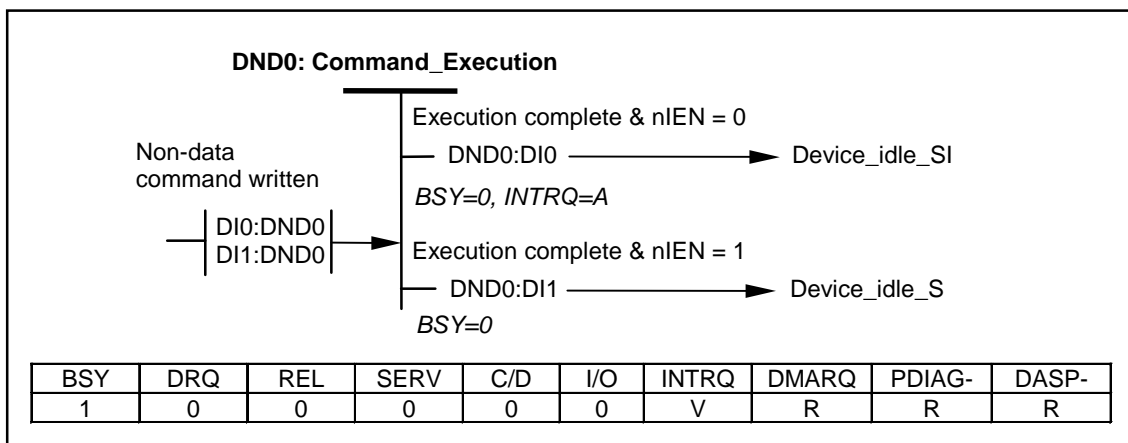 DND0: Command_Execution
Execution complete & nIEN = 0
Non-data
command written
DND0:DI0
Device_idle_SI
BSY=0, INTRQ=A
DI0:DND0
DI1:DND0
Execution complete & nIEN = 1
DND0:DI1
Device_idle_S
BSY=0
BSY DRQ REL SERV C/D I/O INTRQ DMARQ PDIAG- DASP-
1 0 0 0 0 0 V R R R